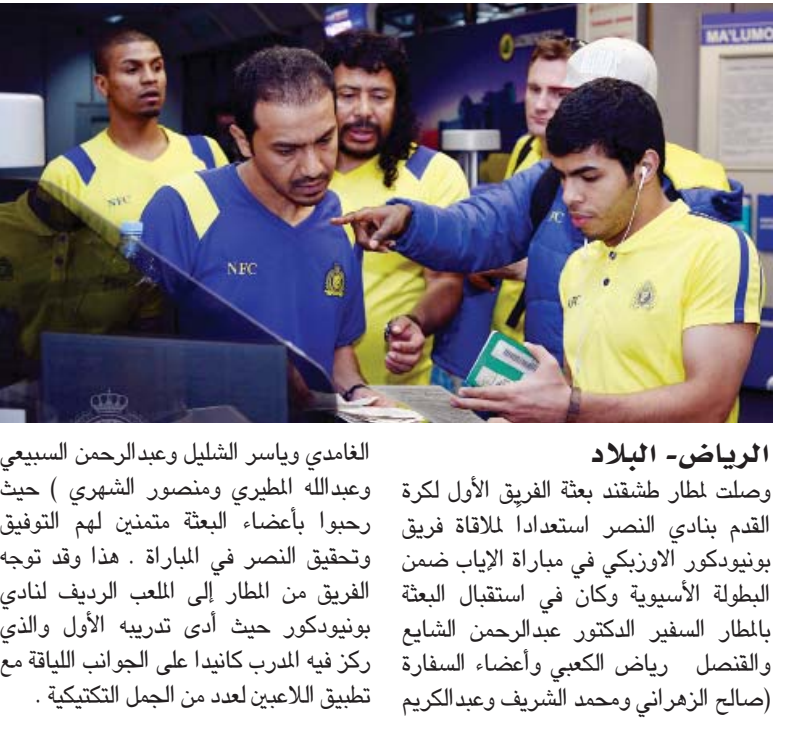 MA'LUMO
NFC
NFC
الرياض- البلاد
وصلت لمطار طشقند بعثة الفريق الأول لكرة
القدم بنادي النصر استعداداً لملاقاة فريق
بونيودكور الاوزبكي في مباراة الإياب ضمن
البطولة الأسيوية وكان في استقبال البعثة
بالمطار السفير الدكتور عبدالرحمن الشايع
والقنصل رياض الكعبي وأعضاء السفارة
(صالح الزهراني ومحمد الشريف وعبدالكريم
الغامدي وياسر الشليل وعبدالرحمن السبيعي
وعبدالله المطيري ومنصور الشهري ) حيث
رحبوا بأعضاء البعثة متمنين لهم التوفيق
وتحقيق النصر في المباراة . هذا وقد توجه
الفريق من المطار إلى الملعب الرديف لنادي
بونيودكور حيث أدى تدريبه الأول والذي
ركز فيه المدرب كانيدا على الجوانب اللياقة مع
تطبيق اللاعبين لعدد من الجمل التكتيكية .